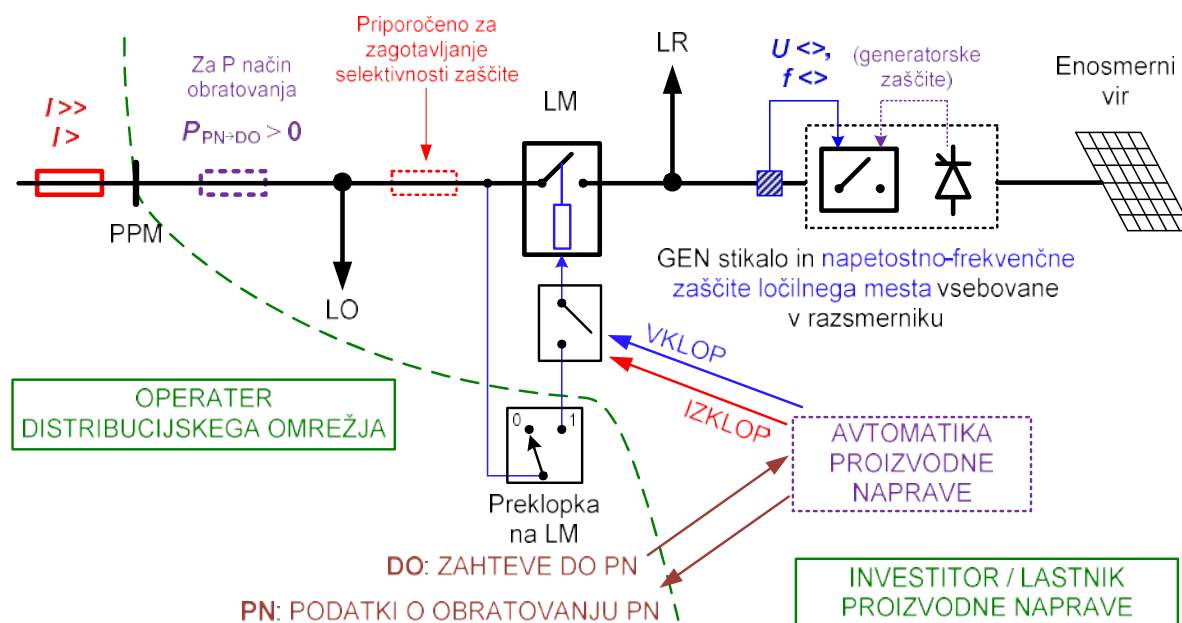 Priporočeno za
zagotavljanje
selektivnosti zaščite
Za P način
obratovanja
P PN→DO > 0
I >>
I >
PPM
LO
LM
LR
U <>,
f <>
(generatorske
zaščite)
Enosmerni
vir
GEN stikalo in napetostno-frekvenčne
zaščite ločilnega mesta vsebovane
v razsmerniku
VKLOP
IZKLOP
OPERATER
DISTRIBUCIJSKEGA OMREŽJA
0 1
Preklopka
na LM
AVTOMATIKA
PROIZVODNE
NAPRAVE
DO: ZAHTEVE DO PN
PN: PODATKI O OBRATOVANJU PN
INVESTITOR / LASTNIK
PROIZVODNE NAPRAVE